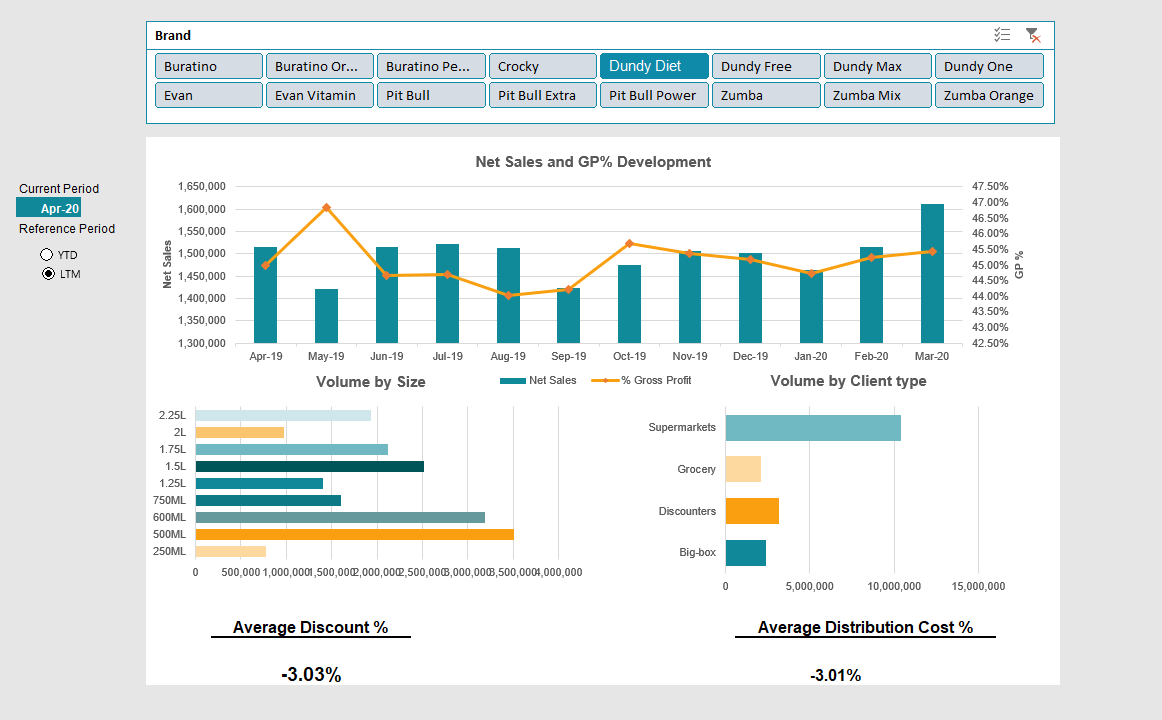 Brand
Buratino Buratino Or... Buratino Pe... Crocky Dundy Diet Dundy Free Dundy Max Dundy One
Evan Evan Vitamin Pit Bull Pit Bull Extra Pit Bull Power Zumba Zumba Mix Zumba Orange
Current Period
Apr-20
Reference Period
YTD
LTM
Net Sales and GP% Development
Net Sales
1,650,000
1,600,000
1,550,000
1,500,000
1,450,000
1,400,000
1,350,000
1,300,000
47.50%
47.00%
46.50%
46.00%
45.50%
45.00%
44.50%
44.00%
43.50%
43.00%
42.50%
GP %
Apr-19 May-19 Jun-19 Jul-19 Aug-19 Sep-19 Oct-19 Nov-19 Dec-19 Jan-20 Feb-20 Mar-20
Net Sales % Gross Profit
Volume by Size
2.25L
2L
1.75L
1.5L
1.25L
750ML
600ML
500ML
250ML
0 500,000 1,000,000 1,500,000 2,000,000 2,500,000 3,000,000 3,500,000 4,000,000
Volume by Client type
Supermarkets
Grocery
Discounters
Big-box
0 5,000,000 10,000,000 15,000,000
Average Discount %
-3.03%
Average Distribution Cost %
-3.01%